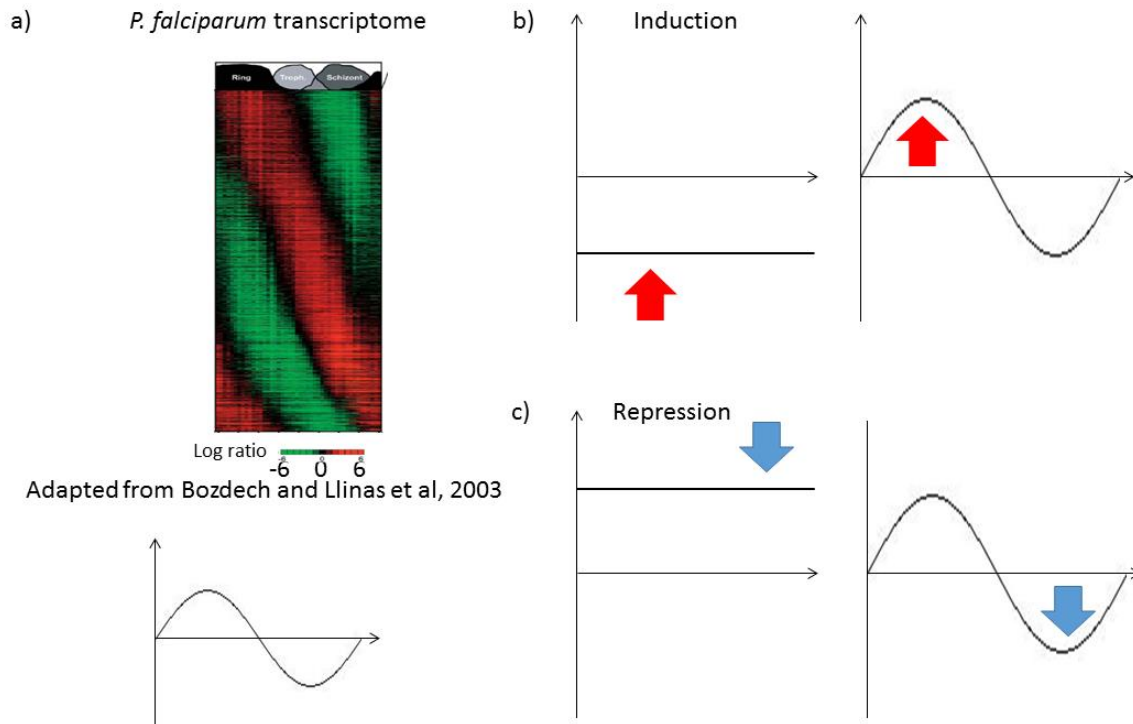 a)
P. falciparum transcriptome
Ring Troph. Schizont
Log ratio
-6 0 6
Adapted from Bozdech and Llinas et al, 2003
b)
Induction
c)
Repression